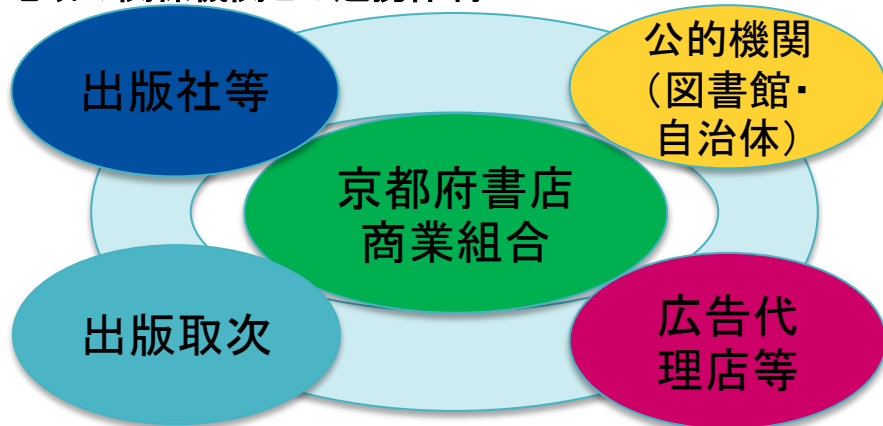 出版社等
公的機関
（図書館・
自治体）
京都府書店
商業組合
出版取次
広告代
理店等